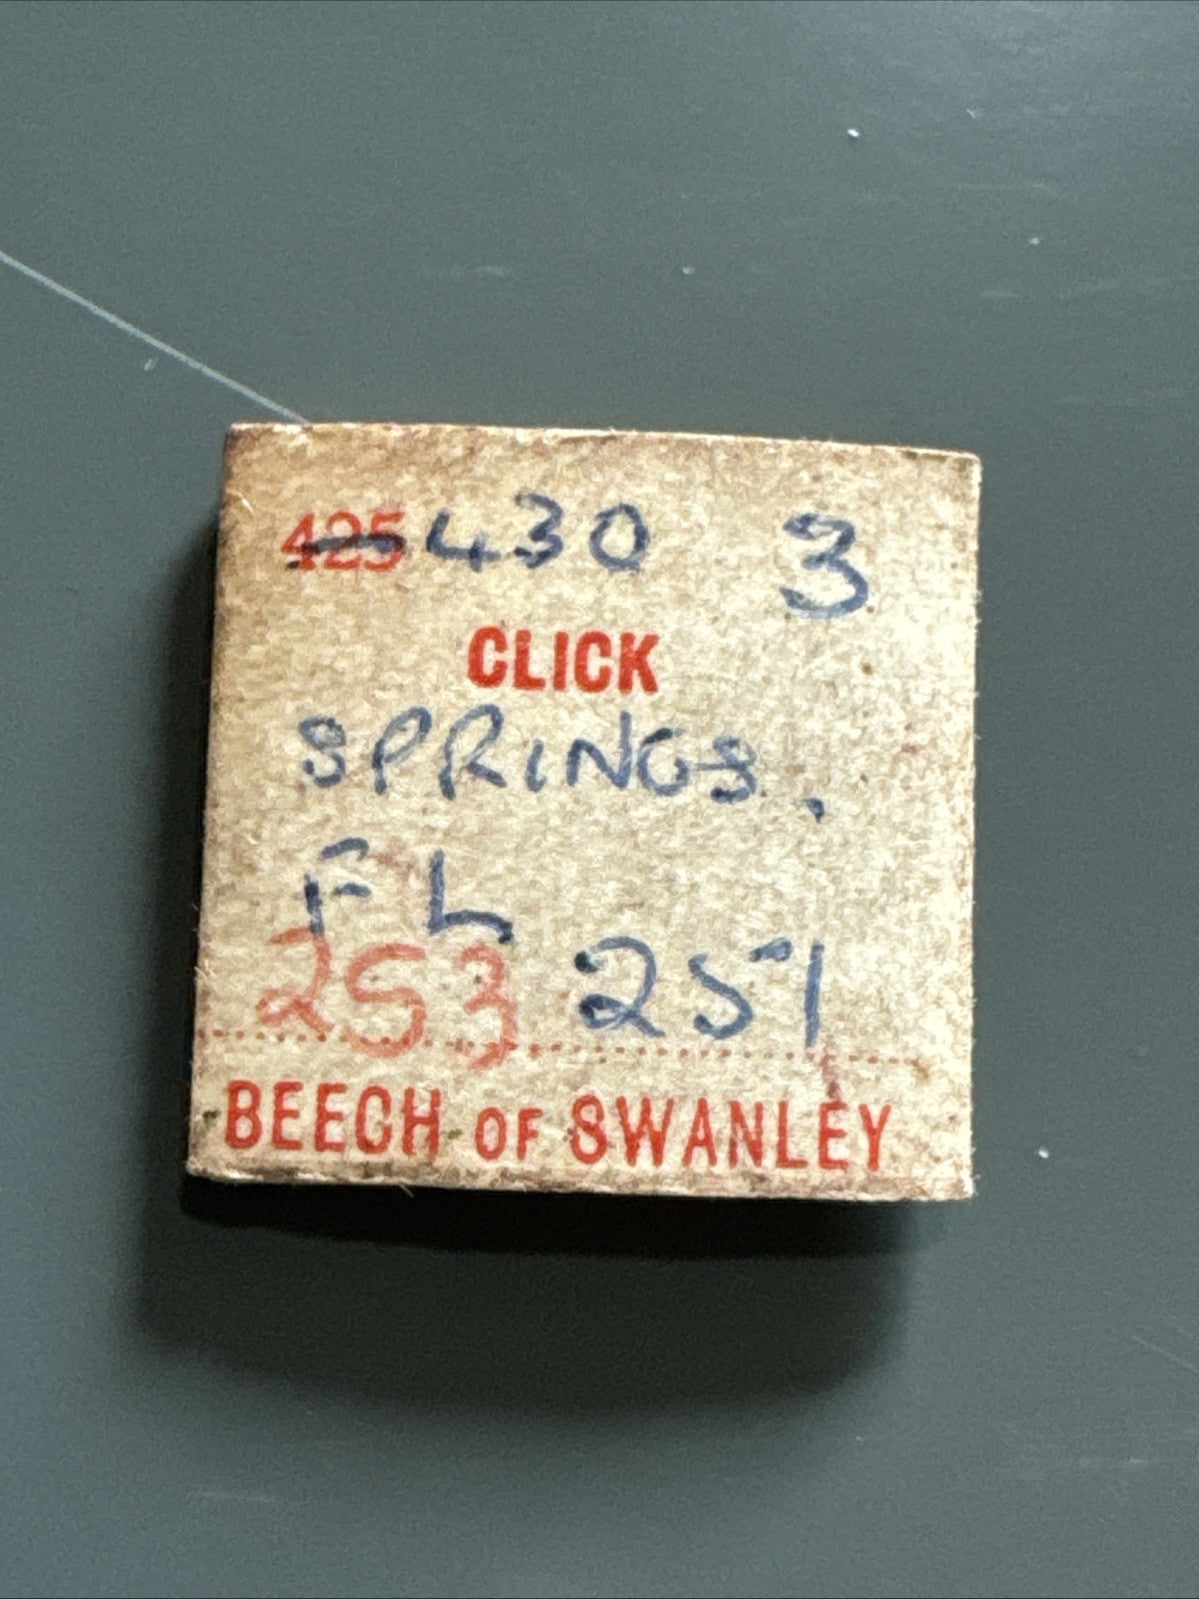 425 430 3
CLICK
SPRINGS.
FL
253 251
BEECH OF SWANLEY